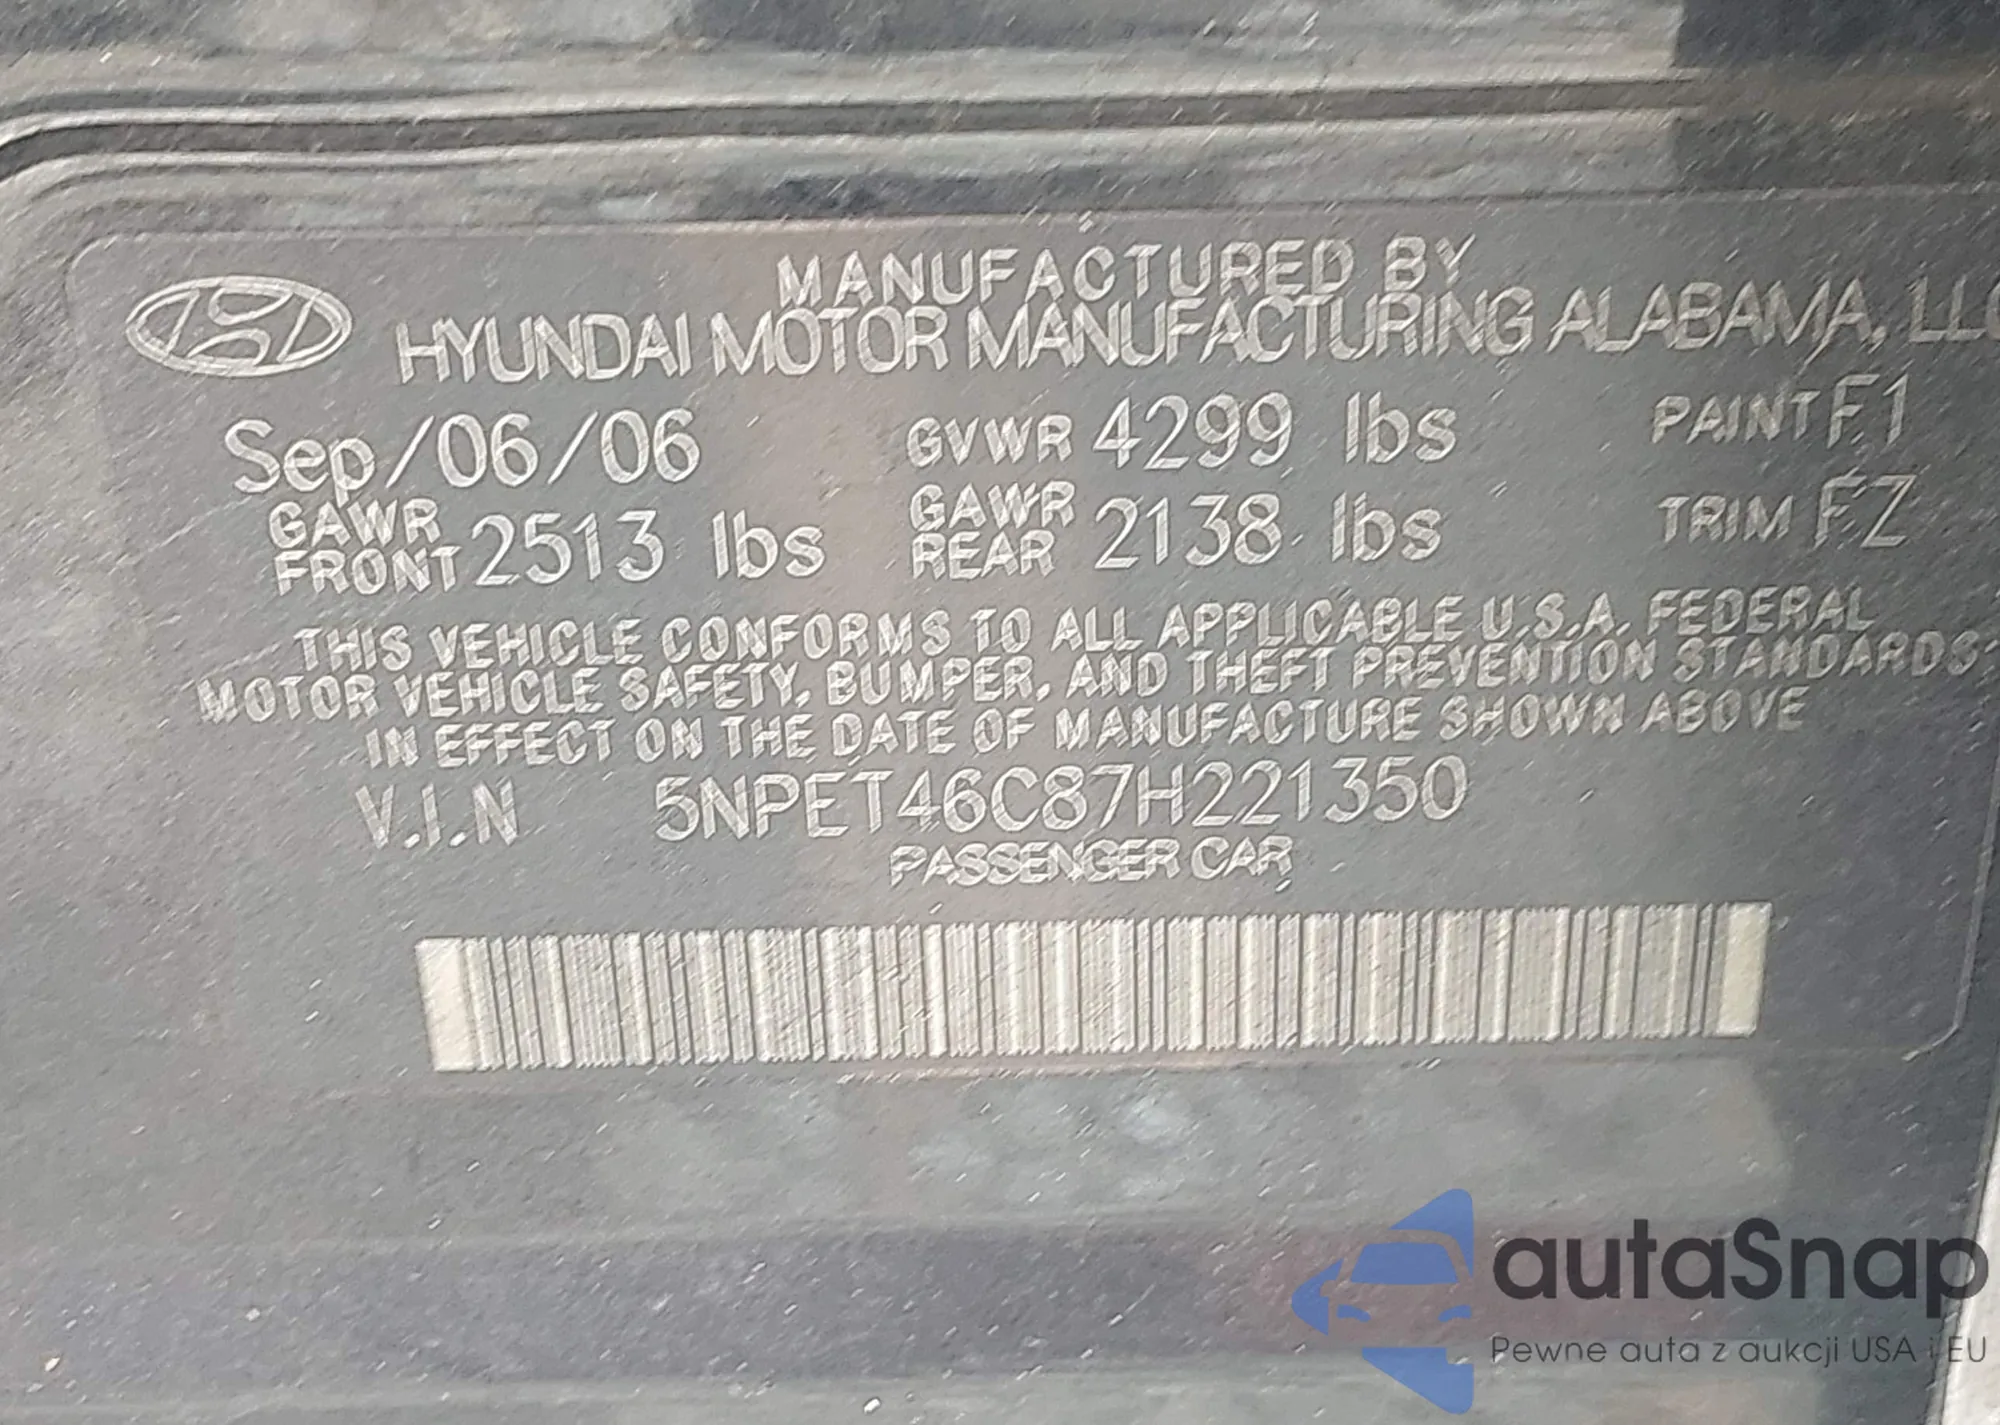 MANUFACTURED BY
HYUNDAI MOTOR MANUFACTURING ALABAMA, LLC
Sep/06/06 GVWR 4299 lbs PAINT F1
GAWR FRONT 2513 lbs GAWR REAR 2138 lbs TRIM FZ
THIS VEHICLE CONFORMS TO ALL APPLICABLE U.S.A. FEDERAL
MOTOR VEHICLE SAFETY, BUMPER, AND THEFT PREVENTION STANDARDS
IN EFFECT ON THE DATE OF MANUFACTURE SHOWN ABOVE
V.I.N 5NPET46C87H221350
PASSENGER CAR
autaSnap
Pewne auta z aukcji USA i EU